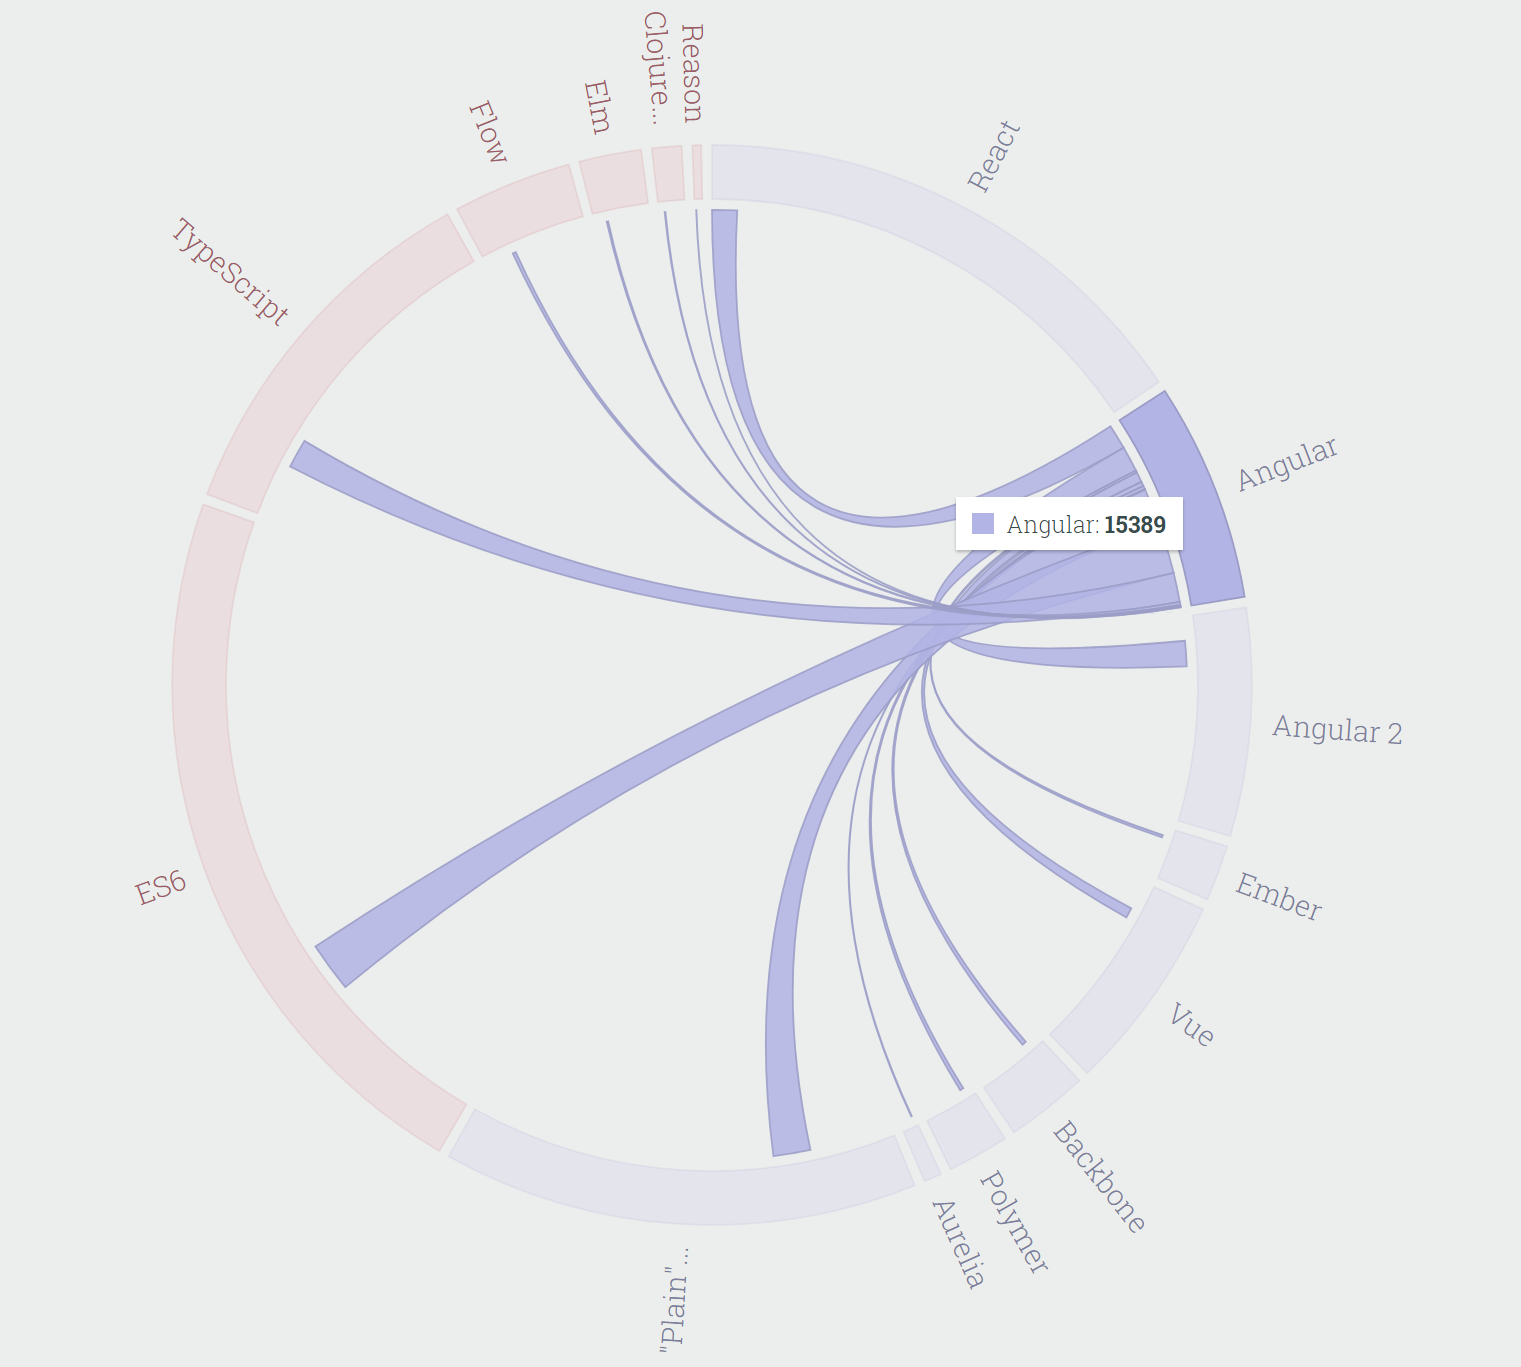 Reason
React
Angular
Angular: 15389
Angular 2
Ember
Vue
Backbone
Polymer
Aurelia
"Plain" ...
ES6
TypeScript
Flow
Elm
Clojure...